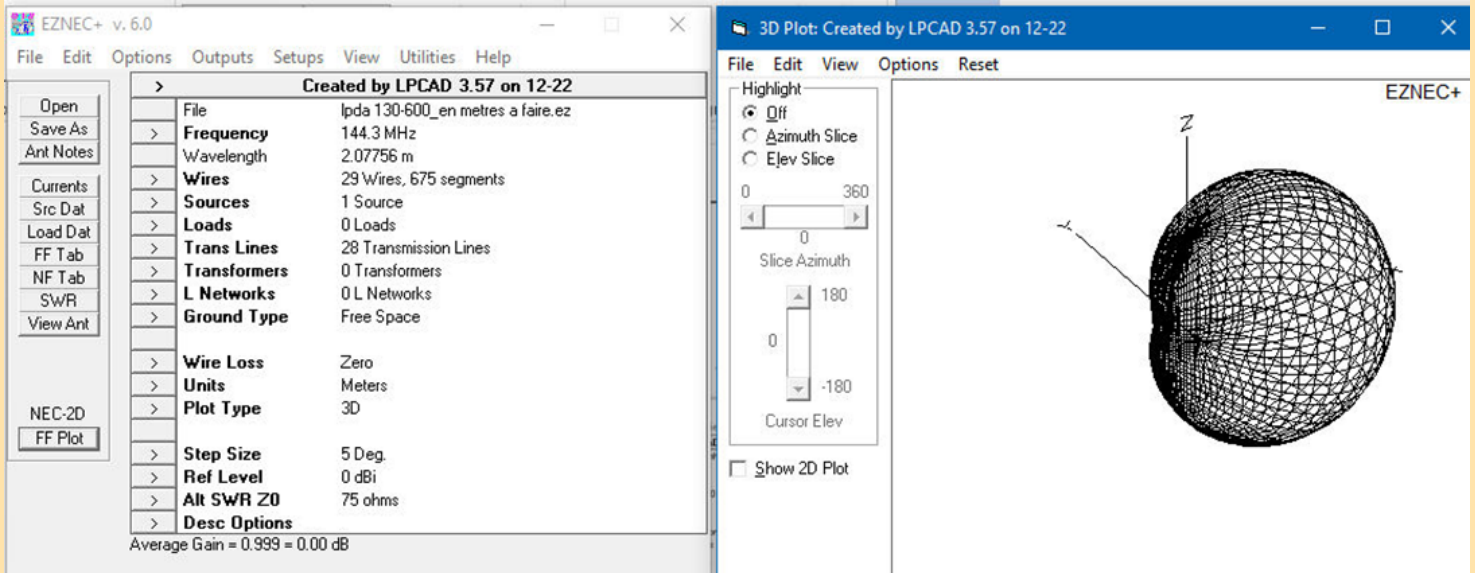 EZNEC+ v. 6.0
File Edit Options Outputs Setups View Utilities Help
Open
Save As
Ant Notes
Currents
Src Dat
Load Dat
FF Tab
NF Tab
SWR
View Ant
NEC-2D
FF Plot
> Created by LPCAD 3.57 on 12-22
File lpda 130-600_en metres a faire.ez
> Frequency 144.3 MHz
Wavelength 2.07756 m
> Wires 29 Wires, 675 segments
> Sources 1 Source
> Loads 0 Loads
> Trans Lines 28 Transmission Lines
> Transformers 0 Transformers
> L Networks 0 L Networks
> Ground Type Free Space
> Wire Loss Zero
> Units Meters
> Plot Type 3D
> Step Size 5 Deg.
> Ref Level 0 dBi
> Alt SWR Z0 75 ohms
> Desc Options
Average Gain = 0.999 = 0.00 dB
3D Plot: Created by LPCAD 3.57 on 12-22
File Edit View Options Reset
Highlight
Off
Azimuth Slice
Elev Slice
0 360
0
Slice Azimuth
180
0
-180
Cursor Elev
Show 2D Plot
EZNEC+
Z
Y